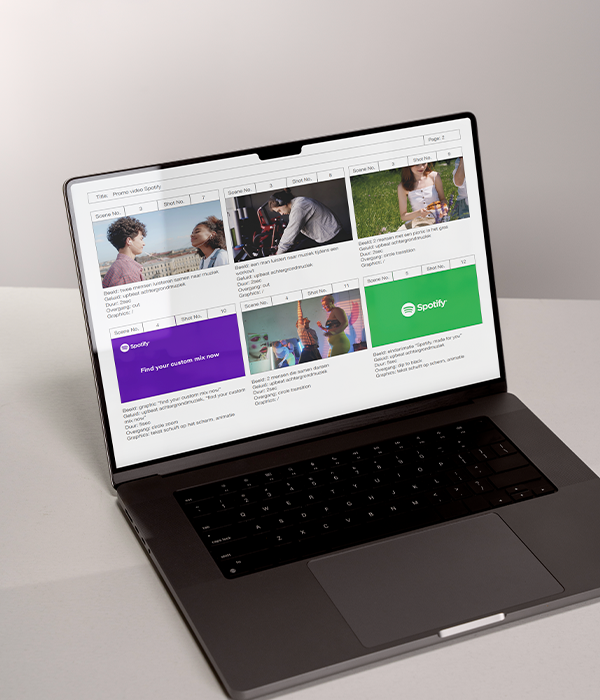 Title: Promo video Spotify
Page: 2
Scene No. 3 Shot No. 7
Beeld: twee mensen luisteren samen naar muziek
Geluid: upbeat achtergrondmuziek
Duur: 2sec
Overgang: cut
Graphics: /
Scene No. 3 Shot No. 8
Beeld: een man luistert naar muziek tijdens een
workout
Geluid: upbeat achtergrondmuziek
Duur: 2sec
Overgang: cut
Graphics: /
Scene No. 3 Shot No. 9
Beeld: 2 mensen met een picnic in het gras
Geluid: upbeat achtergrondmuziek
Duur: 2sec
Overgang: circle transition
Graphics: /
Scene No. 4 Shot No. 10
Spotify
Find your custom mix now
Beeld: graphic "find your custom mix now"
Geluid: upbeat achtergrondmuziek, "find your custom
mix now"
Duur: 5sec
Overgang: circle zoom
Graphics: tekst schuift op het scherm, animatie
Scene No. 4 Shot No. 11
Beeld: 2 mensen die samen dansen
Geluid: upbeat achtergrondmuziek
Duur: 2sec
Overgang: circle transition
Graphics: /
Scene No. 5 Shot No. 12
Spotify
Beeld: eindanimatie "Spotify, made for you"
Geluid: upbeat achtergrondmuziek
Duur: 5sec
Overgang: dip to black
Graphics: tekst schuift op scherm, animatie